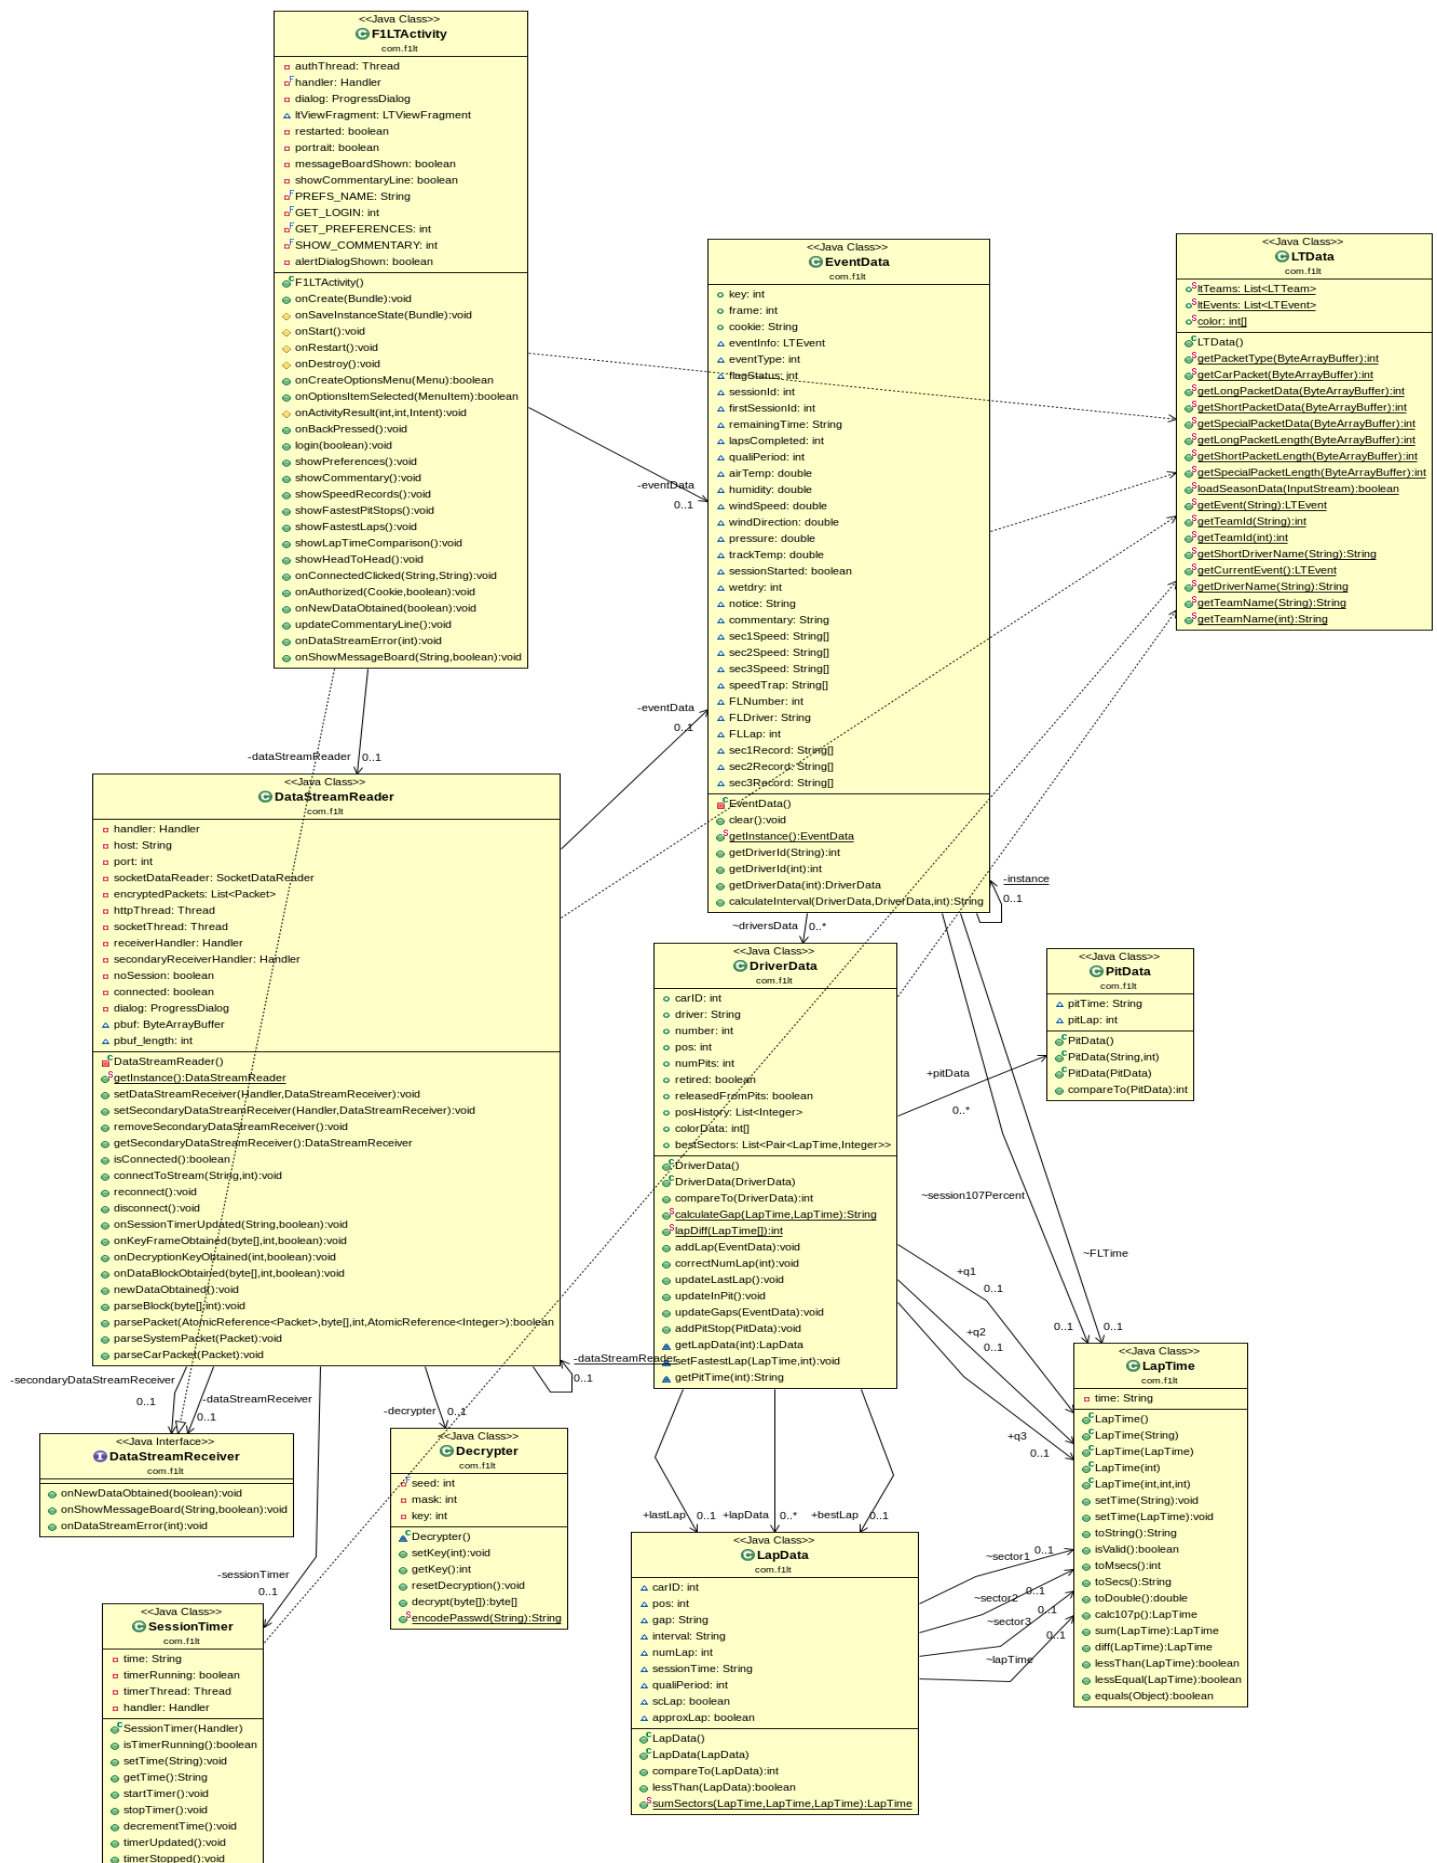 <<Java Class>>
F1LTActivity
com.f1lt
authThread: Thread
handler: Handler
dialog: ProgressDialog
ltViewFragment: LTViewFragment
restarted: boolean
portrait: boolean
messageBoardShown: boolean
showCommentaryLine: boolean
PREFS_NAME: String
GET_LOGIN: int
GET_PREFERENCES: int
SHOW_COMMENTARY: int
alertDialogShown: boolean
F1LTActivity()
onCreate(Bundle):void
onSaveInstanceState(Bundle):void
onStart():void
onRestart():void
onDestroy():void
onCreateOptionsMenu(Menu):boolean
onOptionsItemSelected(MenuItem):boolean
onActivityResult(int,int,Intent):void
onBackPressed():void
login(boolean):void
showPreferences():void
showCommentary():void
showSpeedRecords():void
showFastestPitStops():void
showFastestLaps():void
showLapTimeComparison():void
showHeadToHead():void
onConnectedClicked(String,String):void
onAuthorized(Cookie,boolean):void
onNewDataObtained(boolean):void
updateCommentaryLine():void
onDataStreamError(int):void
onShowMessageBoard(String,boolean):void
<<Java Class>>
EventData
com.f1lt
key: int
frame: int
cookie: String
eventInfo: LTEvent
eventType: int
flagStatus: int
sessionId: int
firstSessionId: int
remainingTime: String
lapsCompleted: int
qualiPeriod: int
airTemp: double
humidity: double
windSpeed: double
windDirection: double
pressure: double
trackTemp: double
sessionStarted: boolean
wetdry: int
notice: String
commentary: String
sec1Speed: String[]
sec2Speed: String[]
sec3Speed: String[]
speedTrap: String[]
FLNumber: int
FLDriver: String
FLLap: int
sec1Record: String[]
sec2Record: String[]
sec3Record: String[]
EventData()
clear():void
getInstance():EventData
getDriverId(String):int
getDriverId(int):int
getDriverData(int):DriverData
calculateInterval(DriverData,DriverData,int):String
<<Java Class>>
LTData
com.f1lt
ltTeams: List<LTTeam>
ltEvents: List<LTEvent>
color: int[]
LTData()
getPacketType(ByteArrayBuffer):int
getCarPacket(ByteArrayBuffer):int
getLongPacketData(ByteArrayBuffer):int
getShortPacketData(ByteArrayBuffer):int
getSpecialPacketData(ByteArrayBuffer):int
getLongPacketLength(ByteArrayBuffer):int
getShortPacketLength(ByteArrayBuffer):int
getSpecialPacketLength(ByteArrayBuffer):int
loadSeasonData(InputStream):boolean
getEvent(String):LTEvent
getTeamId(String):int
getTeamId(int):int
getShortDriverName(String):String
getCurrentEvent():LTEvent
getDriverName(String):String
getTeamName(String):String
getTeamName(int):String
-eventData
0..1
-eventData
0..1
-dataStreamReader
0..1
-instance
0..1
~driversData
0..*
<<Java Class>>
DataStreamReader
com.f1lt
handler: Handler
host: String
port: int
socketDataReader: SocketDataReader
encryptedPackets: List<Packet>
httpThread: Thread
socketThread: Thread
receiverHandler: Handler
secondaryReceiverHandler: Handler
noSession: boolean
connected: boolean
dialog: ProgressDialog
pbuf: ByteArrayBuffer
pbuf_length: int
DataStreamReader()
getInstance():DataStreamReader
setDataStreamReceiver(Handler,DataStreamReceiver):void
setSecondaryDataStreamReceiver(Handler,DataStreamReceiver):void
removeSecondaryDataStreamReceiver():void
getSecondaryDataStreamReceiver():DataStreamReceiver
isConnected():boolean
connectToStream(String,int):void
reconnect():void
disconnect():void
onSessionTimerUpdated(String,boolean):void
onKeyFrameObtained(byte[],int,boolean):void
onDecryptionKeyObtained(int,boolean):void
onDataBlockObtained(byte[],int,boolean):void
newDataObtained():void
parseBlock(byte[],int):void
parsePacket(AtomicReference<Packet>,byte[],int,AtomicReference<Integer>):boolean
parseSystemPacket(Packet):void
parseCarPacket(Packet):void
<<Java Class>>
DriverData
com.f1lt
carID: int
driver: String
number: int
pos: int
numPits: int
retired: boolean
releasedFromPits: boolean
posHistory: List<Integer>
colorData: int[]
bestSectors: List<Pair<LapTime,Integer>>
DriverData()
DriverData(DriverData)
compareTo(DriverData):int
calculateGap(LapTime,LapTime):String
lapDiff(LapTime[]):int
addLap(EventData):void
correctNumLap(int):void
updateLastLap():void
updateInPit():void
updateGaps(EventData):void
addPitStop(PitData):void
getLapData(int):LapData
setFastestLap(LapTime,int):void
getPitTime(int):String
<<Java Class>>
PitData
com.f1lt
pitTime: String
pitLap: int
PitData()
PitData(String,int)
PitData(PitData)
compareTo(PitData):int
+pitData
0..*
~session107Percent
0..1
~FLTime
0..1
+q1
0..1
+q2
0..1
+q3
0..1
-dataStreamReader
0..1
-secondaryDataStreamReceiver
0..1
-dataStreamReceiver
0..1
-decrypter
0..1
-sessionTimer
0..1
<<Java Interface>>
DataStreamReceiver
com.f1lt
onNewDataObtained(boolean):void
onShowMessageBoard(String,boolean):void
onDataStreamError(int):void
<<Java Class>>
Decrypter
com.f1lt
seed: int
mask: int
key: int
Decrypter()
setKey(int):void
getKey():int
resetDecryption():void
decrypt(byte[]):byte[]
encodePasswd(String):String
<<Java Class>>
LapTime
com.f1lt
time: String
LapTime()
LapTime(String)
LapTime(LapTime)
LapTime(int)
LapTime(int,int,int)
setTime(String):void
setTime(LapTime):void
toString():String
isValid():boolean
toMsecs():int
toSecs():String
toDouble():double
calc107p():LapTime
sum(LapTime):LapTime
diff(LapTime):LapTime
lessThan(LapTime):boolean
lessEqual(LapTime):boolean
equals(Object):boolean
+lastLap
0..1
+lapData
0..*
+bestLap
0..1
<<Java Class>>
LapData
com.f1lt
carID: int
pos: int
gap: String
interval: String
numLap: int
sessionTime: String
qualiPeriod: int
scLap: boolean
approxLap: boolean
LapData()
LapData(LapData)
compareTo(LapData):int
lessThan(LapData):boolean
sumSectors(LapTime,LapTime,LapTime):LapTime
~sector1
0..1
~sector2
0..1
~sector3
0..1
~lapTime
0..1
<<Java Class>>
SessionTimer
com.f1lt
time: String
timerRunning: boolean
timerThread: Thread
handler: Handler
SessionTimer(Handler)
isTimerRunning():boolean
setTime(String):void
getTime():String
startTimer():void
stopTimer():void
decrementTime():void
timerUpdated():void
timerStopped():void